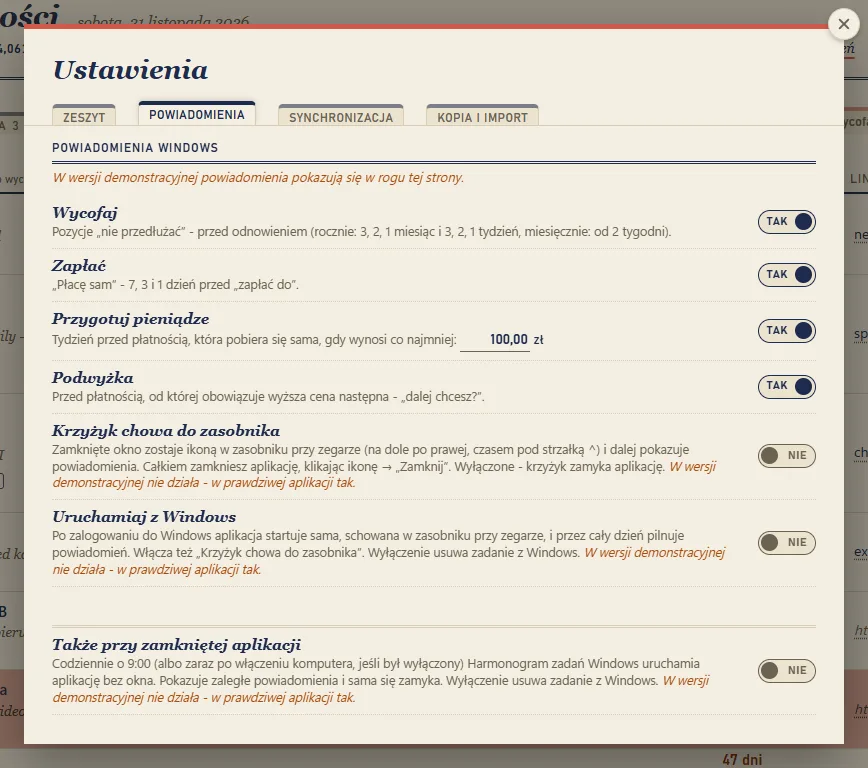 ości sobota, 21 listopada 2026
ń
Ustawienia
ZESZYT POWIADOMIENIA SYNCHRONIZACJA KOPIA I IMPORT
POWIADOMIENIA WINDOWS
W wersji demonstracyjnej powiadomienia pokazują się w rogu tej strony.
Wycofaj
Pozycje „nie przedłużać” - przed odnowieniem (rocznie: 3, 2, 1 miesiąc i 3, 2, 1 tydzień, miesięcznie: od 2 tygodni).
TAK
Zapłać
„Płacę sam” - 7, 3 i 1 dzień przed „zapłać do”.
TAK
Przygotuj pieniądze
Tydzień przed płatnością, która pobiera się sama, gdy wynosi co najmniej: 100,00 zł
TAK
Podwyżka
Przed płatnością, od której obowiązuje wyższa cena następna - „dalej chcesz?”.
TAK
Krzyżyk chowa do zasobnika
Zamknięte okno zostaje ikoną w zasobniku przy zegarze (na dole po prawej, czasem pod strzałką ^) i dalej pokazuje
powiadomienia. Całkiem zamkniesz aplikację, klikając ikonę → „Zamknij”. Wyłączone - krzyżyk zamyka aplikację. W wersji
demonstracyjnej nie działa - w prawdziwej aplikacji tak.
NIE
Uruchamiaj z Windows
Po zalogowaniu do Windows aplikacja startuje sama, schowana w zasobniku przy zegarze, i przez cały dzień pilnuje
powiadomień. Włącza też „Krzyżyk chowa do zasobnika”. Wyłączenie usuwa zadanie z Windows. W wersji demonstracyjnej
nie działa - w prawdziwej aplikacji tak.
NIE
Także przy zamkniętej aplikacji
Codziennie o 9:00 (albo zaraz po włączeniu komputera, jeśli był wyłączony) Harmonogram zadań Windows uruchamia
aplikację bez okna. Pokazuje zaległe powiadomienia i sama się zamyka. Wyłączenie usuwa zadanie z Windows. W wersji
demonstracyjnej nie działa - w prawdziwej aplikacji tak.
NIE
47 dni